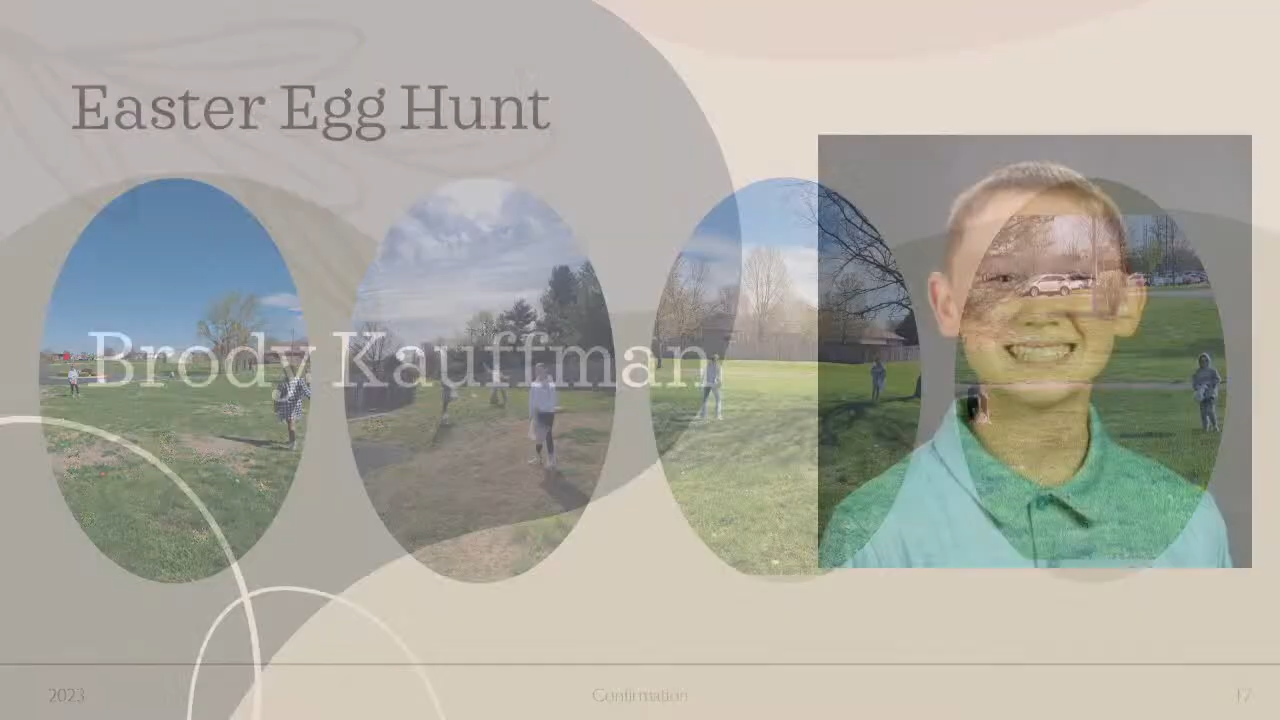 Easter Egg Hunt
Brody Kauffman
2023
Confirmation
17